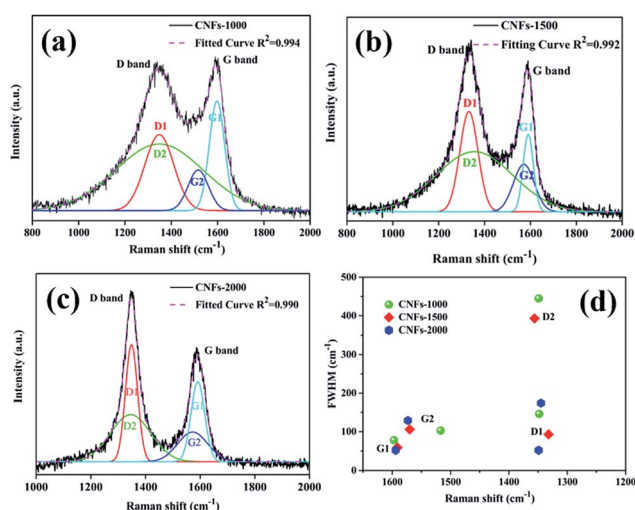 (a)
CNFs-1000
Fitted Curve R²=0.994
D band
G band
D1
D2
G1
G2
Intensity (a.u.)
800 1000 1200 1400 1600 1800 2000
Raman shift (cm⁻¹)
(b)
CNFs-1500
Fitting Curve R²=0.992
D band
G band
D1
D2
G1
G2
Intensity (a.u.)
800 1000 1200 1400 1600 1800 2000
Raman shift (cm⁻¹)
(c)
CNFs-2000
Fitted Curve R²=0.990
D band
G band
D1
D2
G1
G2
Intensity (a.u.)
1000 1200 1400 1600 1800 2000
Raman shift (cm⁻¹)
(d)
CNFs-1000
CNFs-1500
CNFs-2000
D2
G2
D1
G1
FWHM (cm⁻¹)
500
400
300
200
100
0
1600 1500 1400 1300 1200
Raman shift (cm⁻¹)